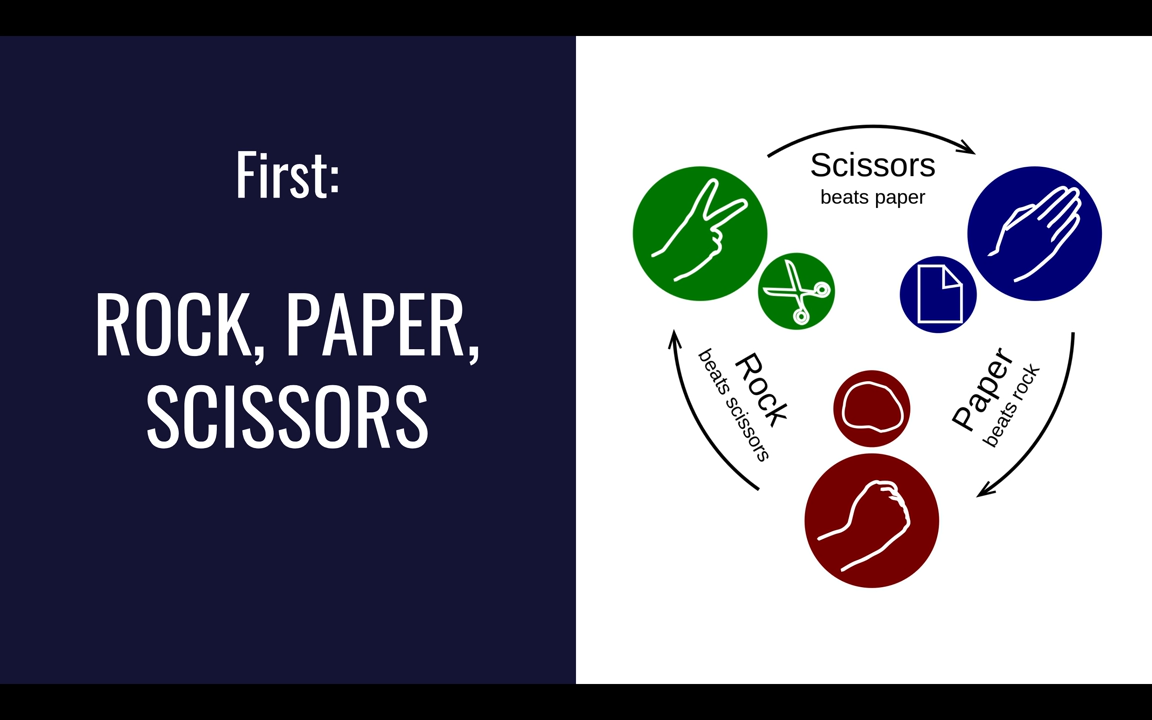 First:
ROCK, PAPER,
SCISSORS
Scissors
beats paper
Rock
beats scissors
Paper
beats rock